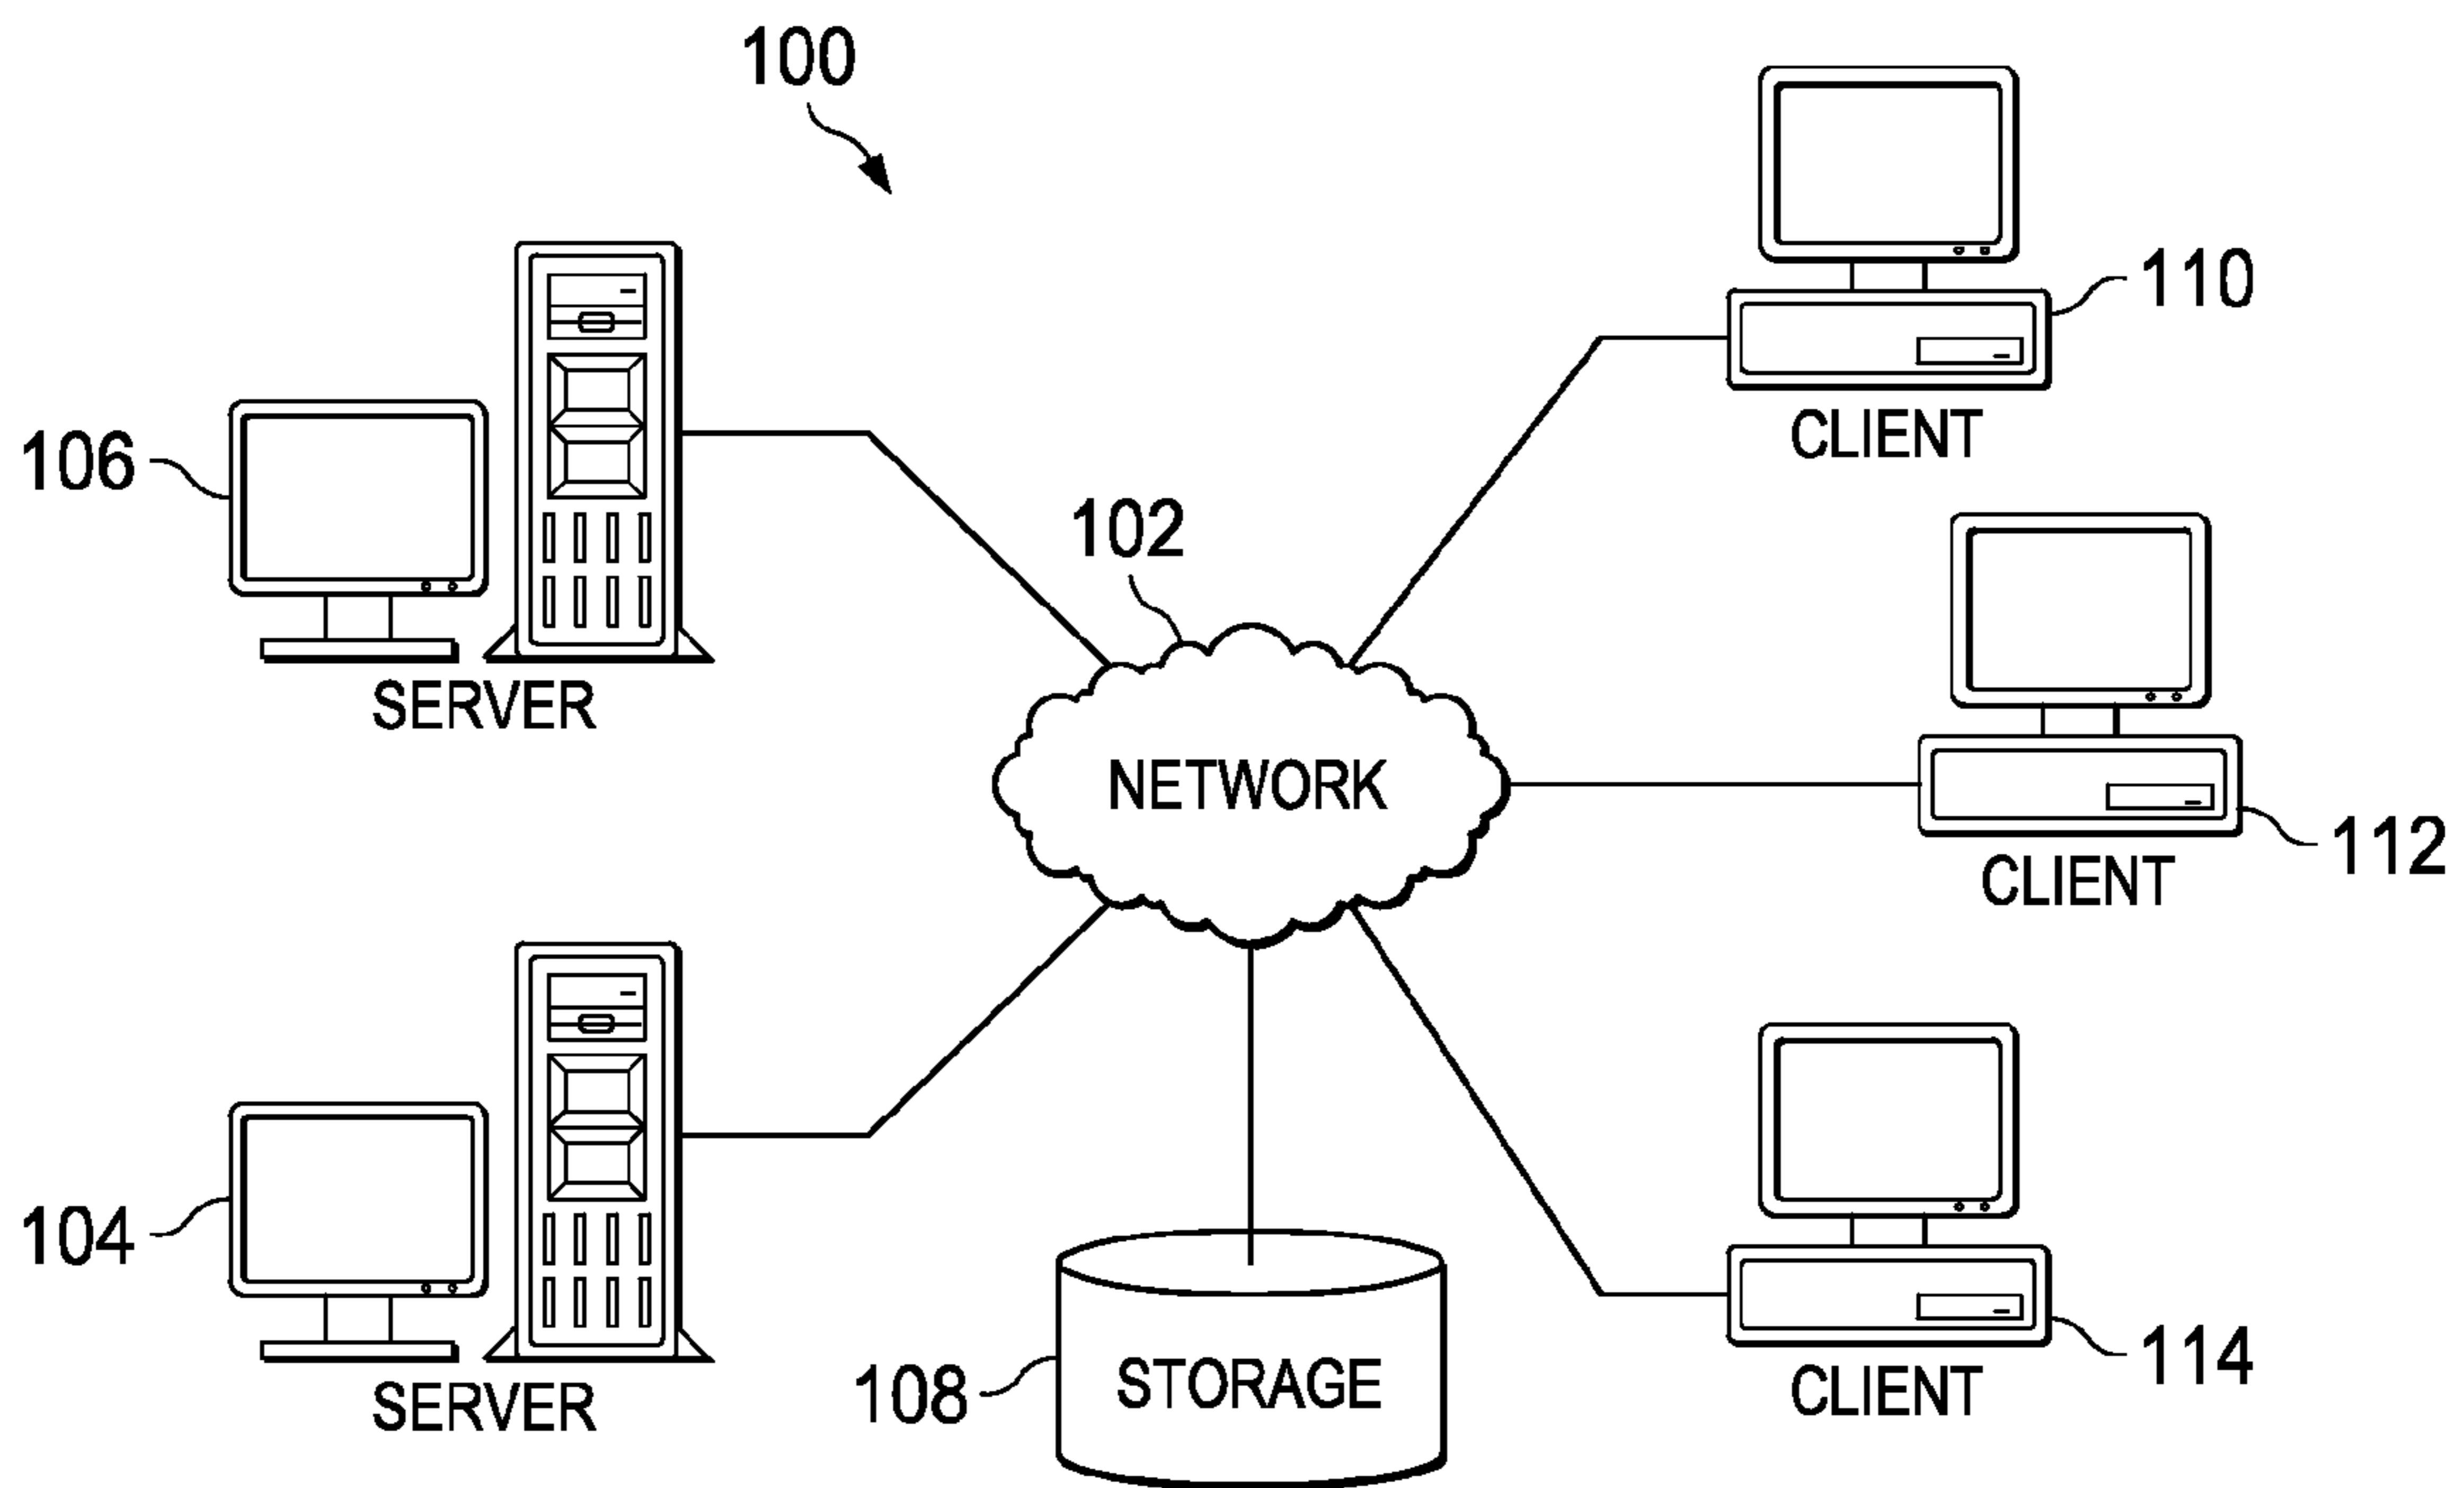 100
110
CLIENT
106
SERVER
102
NETWORK
112
CLIENT
104
SERVER
108
STORAGE
114
CLIENT